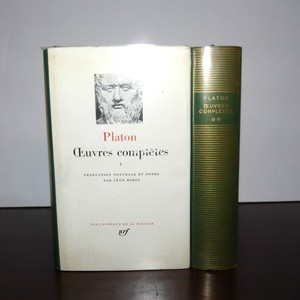 Platon
Œuvres complètes
I
TRADUCTION NOUVELLE ET NOTES
PAR LÉON ROBIN
BIBLIOTHÈQUE DE LA PLÉIADE
nrf
PLATON
ŒUVRES
COMPLÈTES